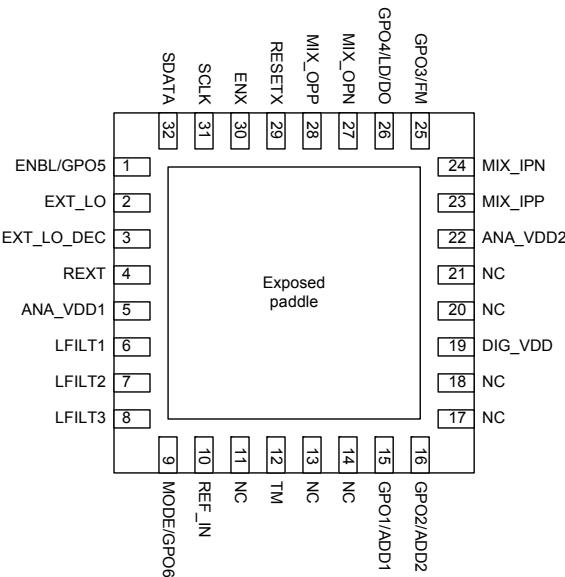 SDATA
SCLK
ENX
RESETX
MIX_OPP
MIX_OPN
GPO4/LD/DO
GPO3/FM
32
31
30
29
28
27
26
25
ENBL/GPO5 1
EXT_LO 2
EXT_LO_DEC 3
REXT 4
ANA_VDD1 5
LFILT1 6
LFILT2 7
LFILT3 8
Exposed
paddle
24 MIX_IPN
23 MIX_IPP
22 ANA_VDD2
21 NC
20 NC
19 DIG_VDD
18 NC
17 NC
9
10
11
12
13
14
15
16
MODE/GPO6
REF_IN
NC
TM
NC
NC
GPO1/ADD1
GPO2/ADD2